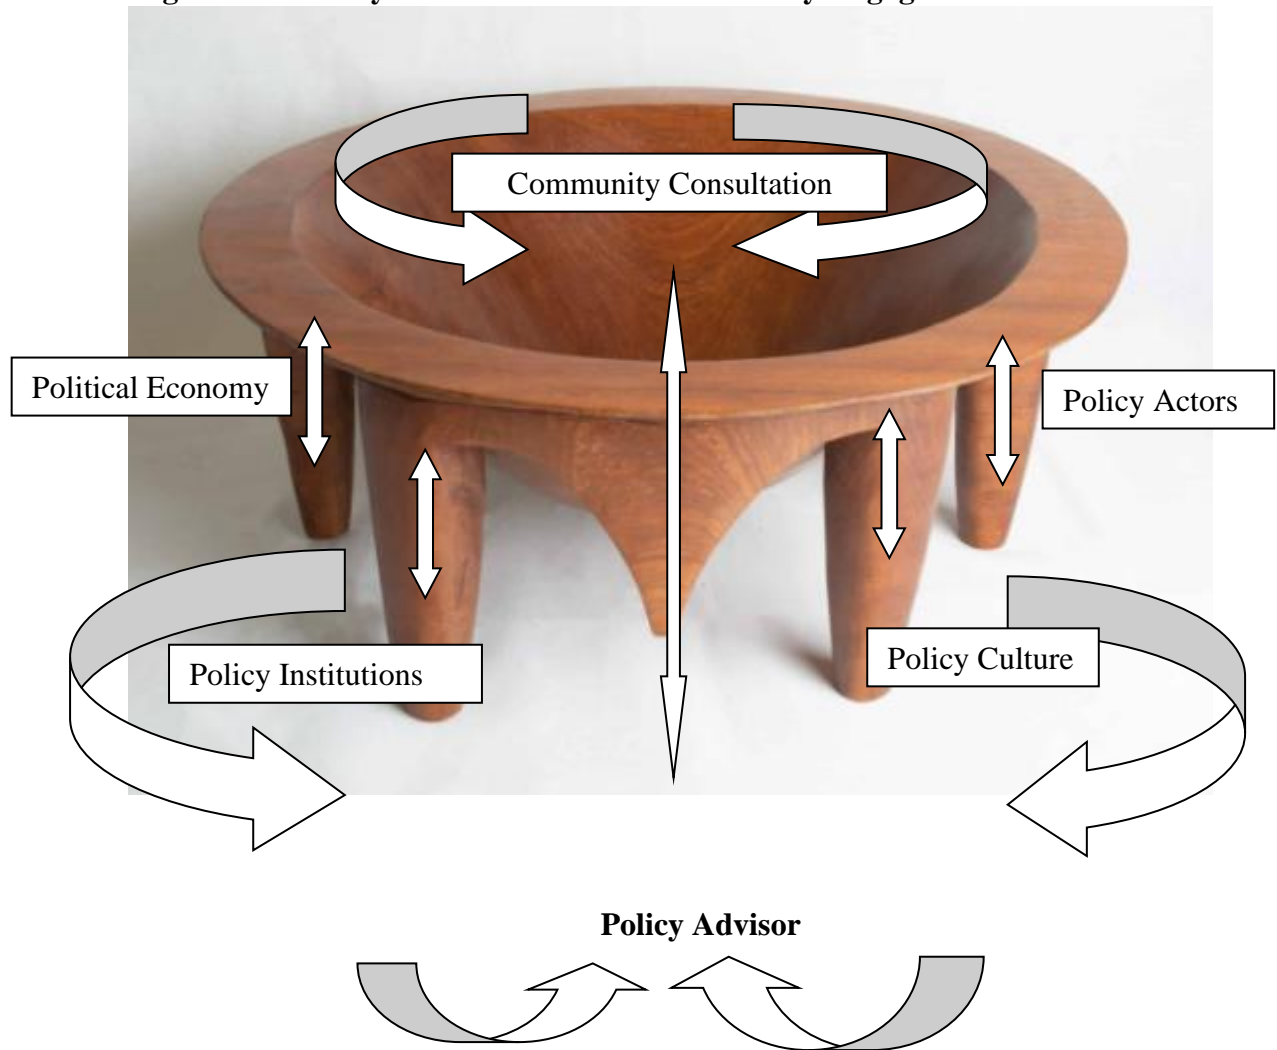 Community Consultation
Political Economy
Policy Actors
Policy Institutions
Policy Culture
Policy Advisor